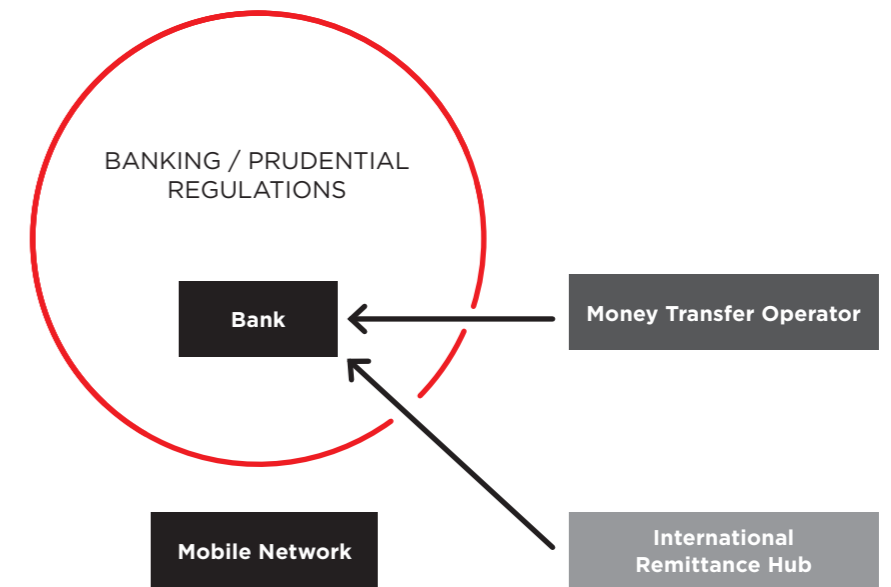 BANKING / PRUDENTIAL
REGULATIONS
Bank
Money Transfer Operator
Mobile Network
International
Remittance Hub